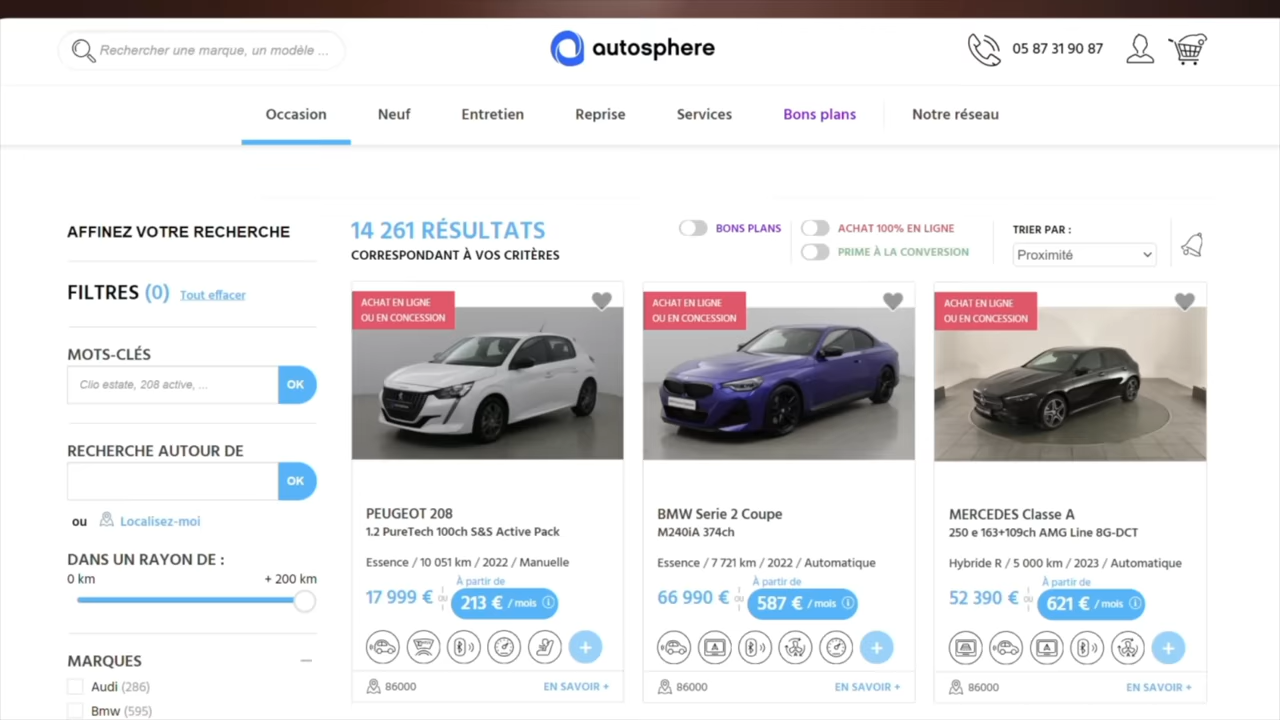 Rechercher une marque, un modèle ...
autosphere
05 87 31 90 87
Occasion
Neuf
Entretien
Reprise
Services
Bons plans
Notre réseau
AFFINEZ VOTRE RECHERCHE
FILTRES (0) Tout effacer
MOTS-CLÉS
Clio estate, 208 active, ...
OK
RECHERCHE AUTOUR DE
OK
ou Localisez-moi
DANS UN RAYON DE :
0 km + 200 km
MARQUES
Audi (286)
Bmw (595)
14 261 RÉSULTATS
CORRESPONDANT À VOS CRITÈRES
BONS PLANS
ACHAT 100% EN LIGNE
PRIME À LA CONVERSION
TRIER PAR :
Proximité
ACHAT EN LIGNE
OU EN CONCESSION
PEUGEOT 208
1.2 PureTech 100ch S&S Active Pack
Essence / 10 051 km / 2022 / Manuelle
À partir de
17 999 € ou 213 € / mois
86000
EN SAVOIR +
ACHAT EN LIGNE
OU EN CONCESSION
BMW Serie 2 Coupe
M240iA 374ch
Essence / 7 721 km / 2022 / Automatique
À partir de
66 990 € ou 587 € / mois
86000
EN SAVOIR +
ACHAT EN LIGNE
OU EN CONCESSION
MERCEDES Classe A
250 e 163+109ch AMG Line 8G-DCT
Hybride R / 5 000 km / 2023 / Automatique
À partir de
52 390 € ou 621 € / mois
86000
EN SAVOIR +